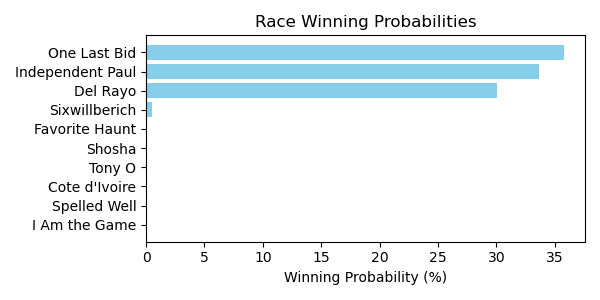 Race Winning Probabilities
One Last Bid
Independent Paul
Del Rayo
Sixwillberich
Favorite Haunt
Shosha
Tony O
Cote d'Ivoire
Spelled Well
I Am the Game
0 5 10 15 20 25 30 35
Winning Probability (%)